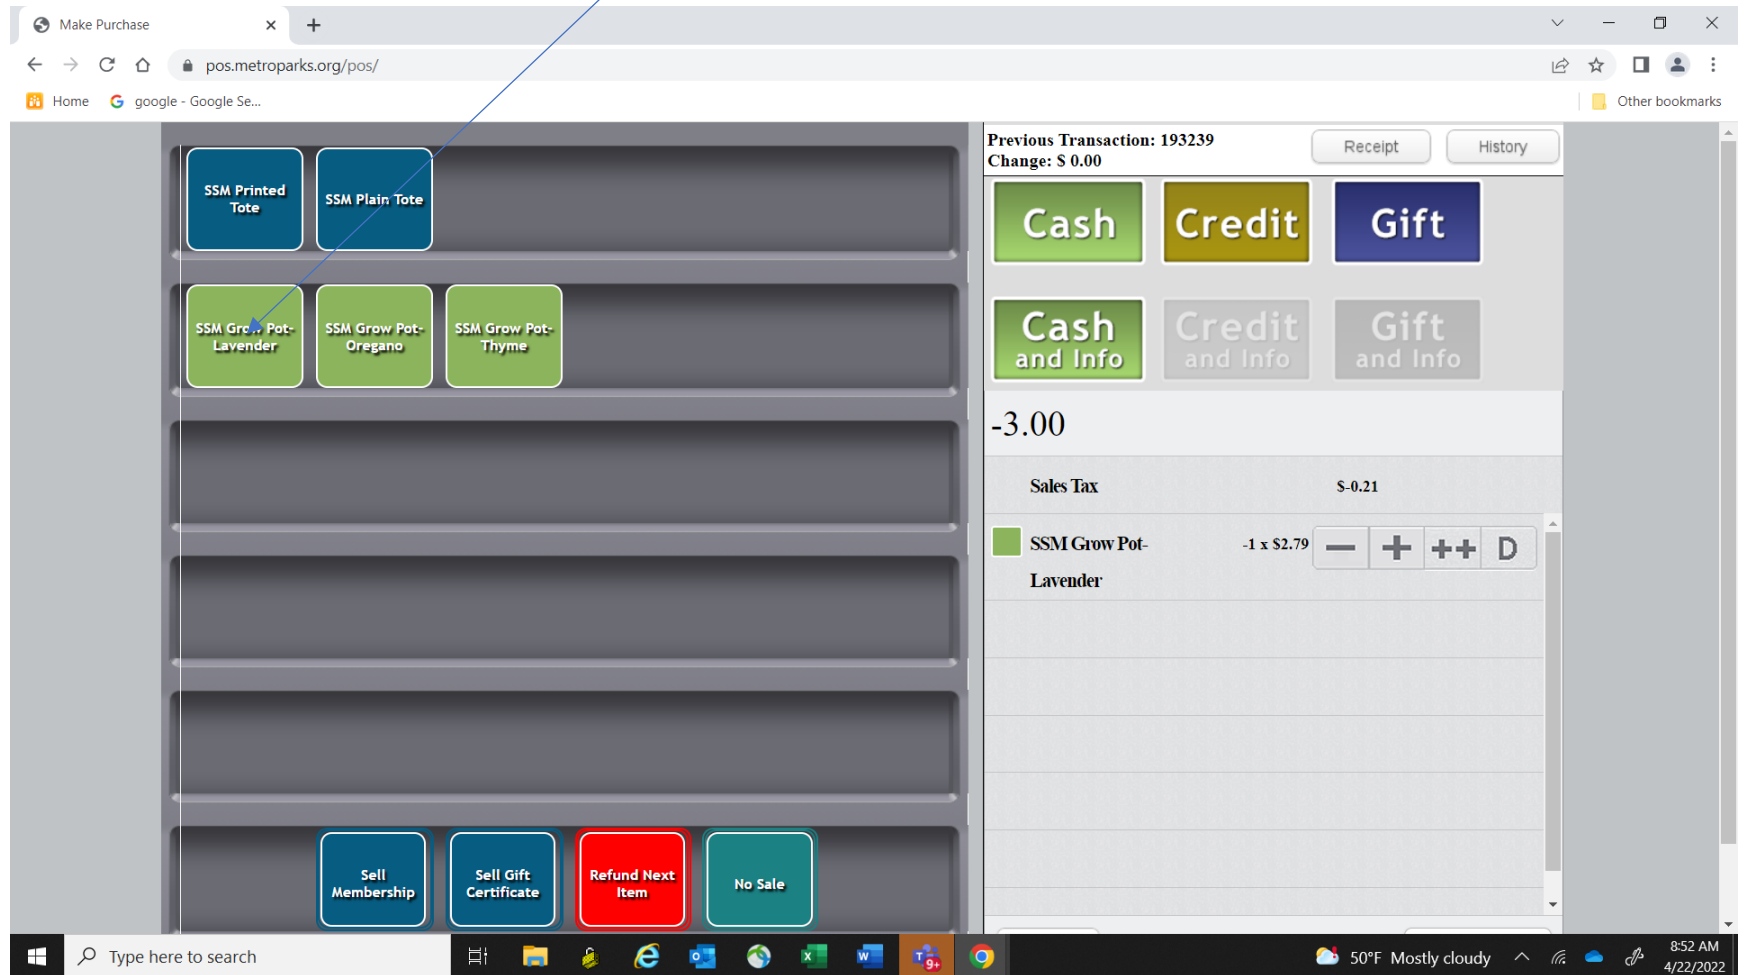 Make Purchase
pos.metroparks.org/pos/
Home
google - Google Se...
Other bookmarks
SSM Printed
Tote
SSM Plain Tote
SSM Grow Pot-
Lavender
SSM Grow Pot-
Oregano
SSM Grow Pot-
Thyme
Sell
Membership
Sell Gift
Certificate
Refund Next
Item
No Sale
Previous Transaction: 193239
Change: $ 0.00
Receipt
History
Cash
Credit
Gift
Cash
and Info
Credit
and Info
Gift
and Info
-3.00
Sales Tax
$-0.21
SSM Grow Pot-
Lavender
-1 x $2.79
D
Type here to search
9+
50°F Mostly cloudy
8:52 AM
4/22/2022